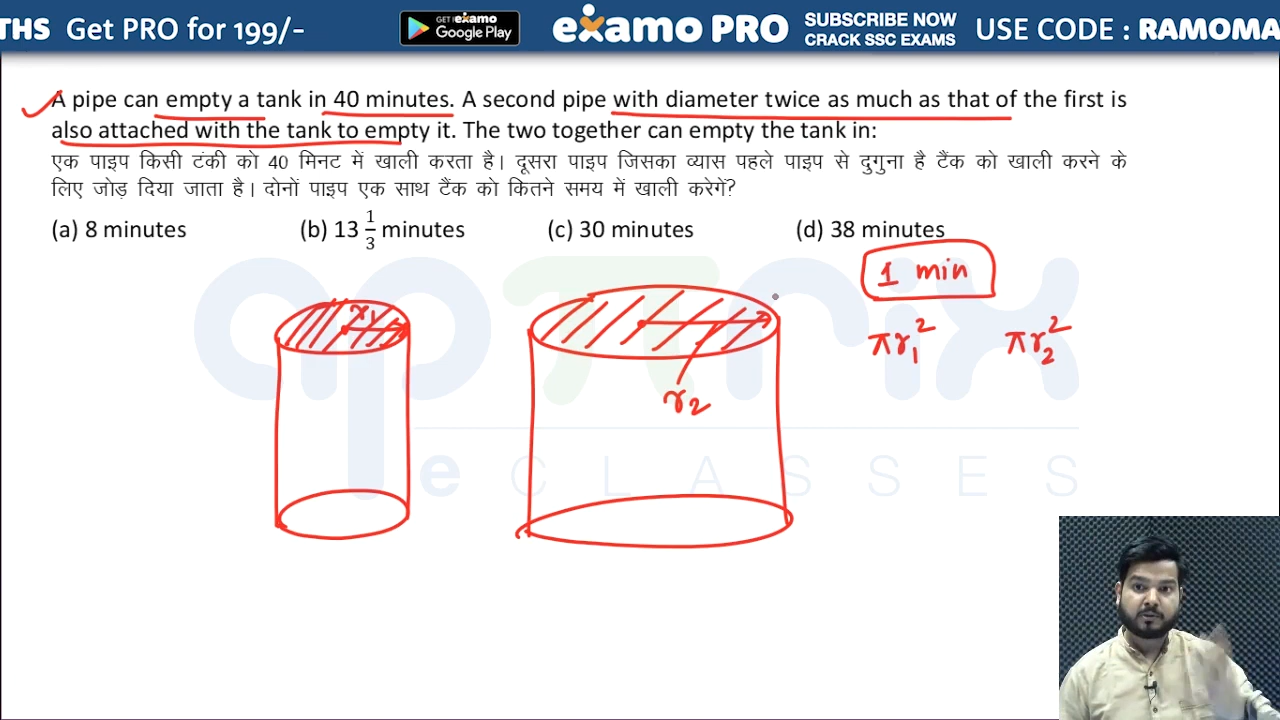 THS Get PRO for 199/- GET IT ON examo Google Play examo PRO SUBSCRIBE NOW CRACK SSC EXAMS USE CODE : RAMOMA
A pipe can empty a tank in 40 minutes. A second pipe with diameter twice as much as that of the first is
also attached with the tank to empty it. The two together can empty the tank in:
एक पाइप किसी टंकी को 40 मिनट में खाली करता है। दूसरा पाइप जिसका व्यास पहले पाइप से दुगुना है टैंक को खाली करने के
लिए जोड़ दिया जाता है। दोनों पाइप एक साथ टैंक को कितने समय में खाली करेगें?
(a) 8 minutes (b) 13 1/3 minutes (c) 30 minutes (d) 38 minutes
1 min
r₁
πr₁² πr₂²
r₂
apπrix
e CLASSES